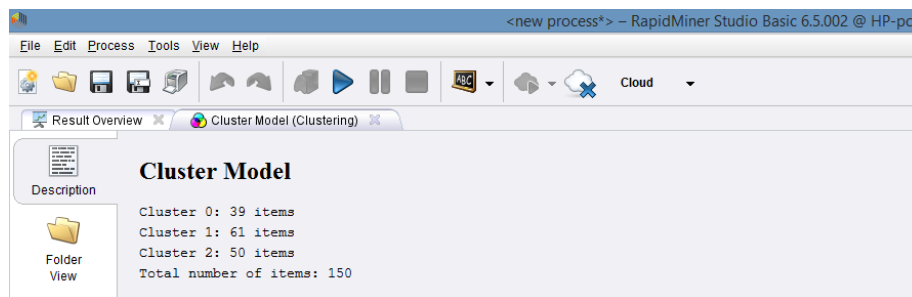 <new process*> – RapidMiner Studio Basic 6.5.002 @ HP-pc
File Edit Process Tools View Help
ABC Cloud
Result Overview Cluster Model (Clustering)
Description
Cluster Model
Cluster 0: 39 items
Cluster 1: 61 items
Cluster 2: 50 items
Total number of items: 150
Folder
View